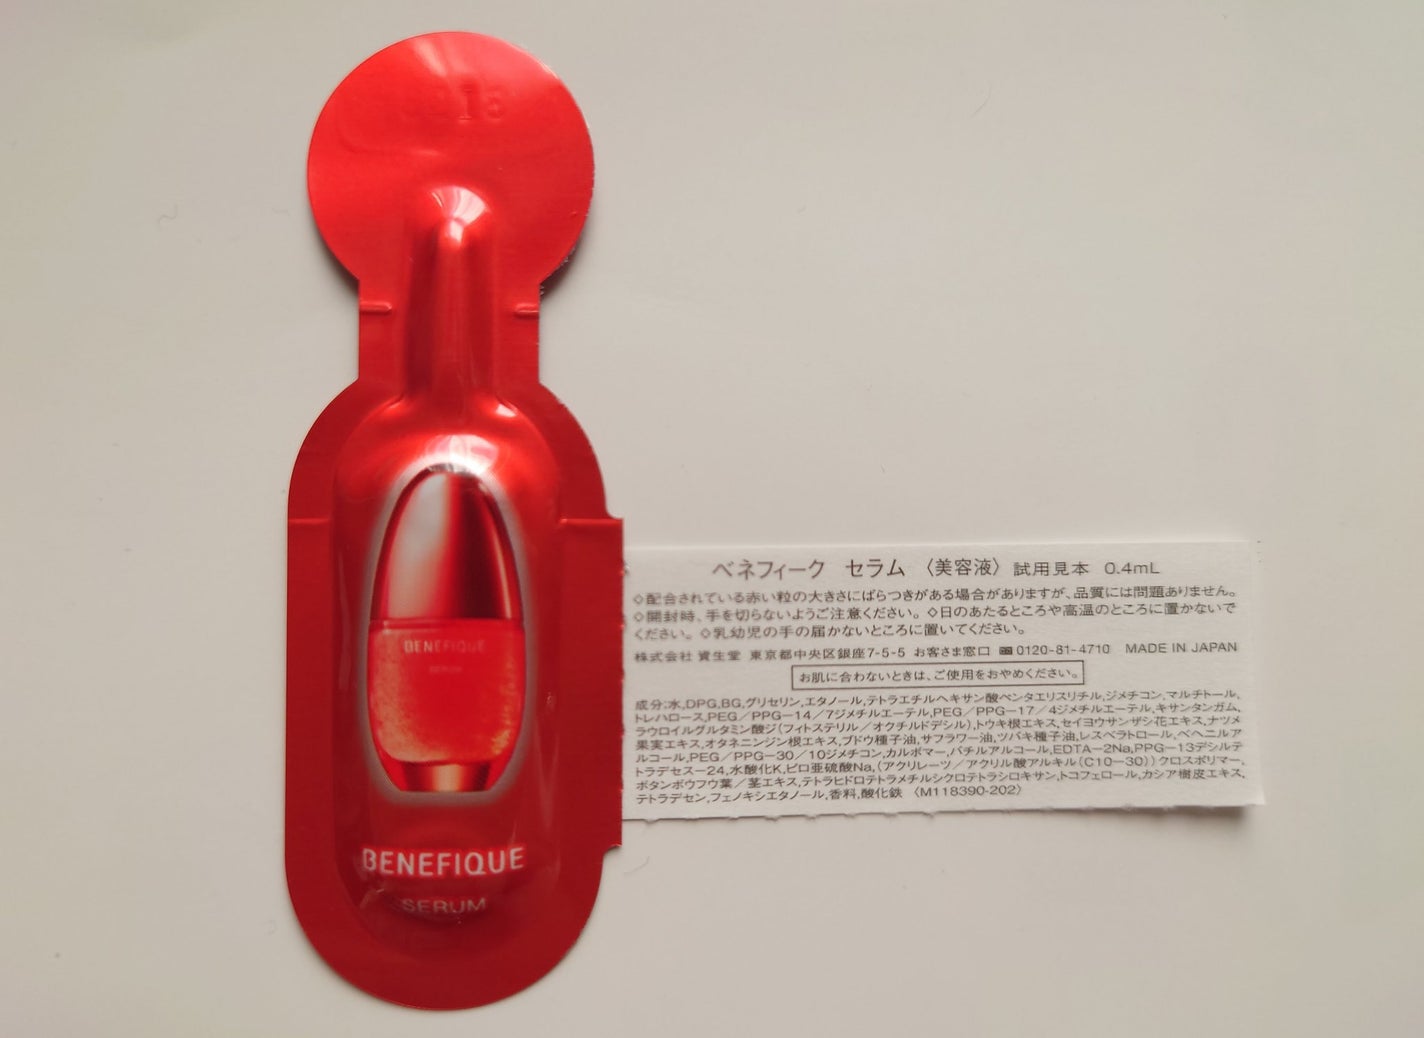 BENEFIQUE
SERUM
BENEFIQUE
SERUM
ベネフィーク セラム 〈美容液〉 試用見本 0.4mL
◇配合されている赤い粒の大きさにばらつきがある場合がありますが、品質には問題ありません。
◇開封時、手を切らないようご注意ください。◇日のあたるところや高温のところに置かないで
ください。◇乳幼児の手の届かないところに置いてください。
株式会社 資生堂 東京都中央区銀座7-5-5 お客さま窓口 0120-81-4710 MADE IN JAPAN
お肌に合わないときは、ご使用をおやめください。
成分:水,DPG,BG,グリセリン,エタノール,テトラエチルヘキサン酸ペンタエリスリチル,ジメチコン,マルチトール,
トレハロース,PEG/PPG-14/7ジメチルエーテル,PEG/PPG-17/4ジメチルエーテル,キサンタンガム,
ラウロイルグルタミン酸ジ(フィトステリル/オクチルドデシル),トウキ根エキス,セイヨウサンザシ花エキス,ナツメ
果実エキス,オタネニンジン根エキス,ブドウ種子油,サフラワー油,ツバキ種子油,レスベラトロール,ベヘニルア
ルコール,PEG/PPG-30/10ジメチコン,カルボマー,バチルアルコール,EDTA-2Na,PPG-13デシルテ
トラデセス-24,水酸化K,ピロ亜硫酸Na,(アクリレーツ/アクリル酸アルキル(C10-30))クロスポリマー,
ボタンボウフウ葉/茎エキス,テトラヒドロテトラメチルシクロテトラシロキサン,トコフェロール,カシア樹皮エキス,
テトラデセン,フェノキシエタノール,香料,酸化鉄 〈M118390-202〉